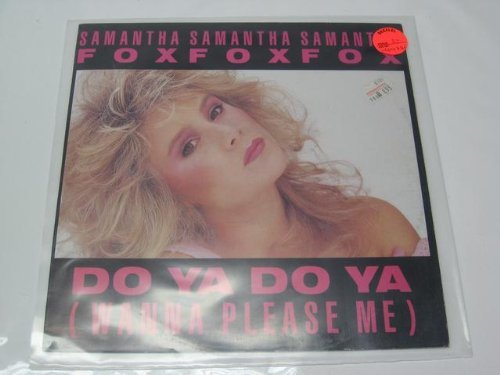 SAMANTHA SAMANTHA SAMANT
FOXFOXFOX
DO YA DO YA
(WANNA PLEASE ME)